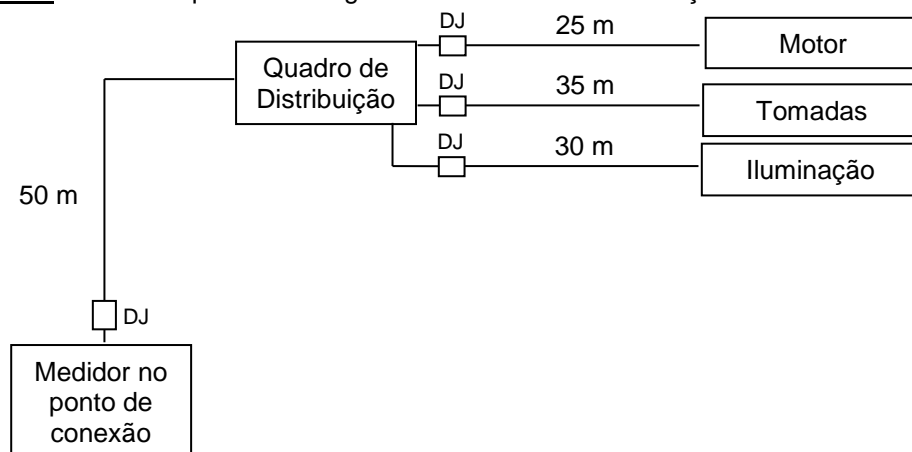 DJ
25 m
Motor
Quadro de
Distribuição
DJ
35 m
Tomadas
DJ
30 m
Iluminação
50 m
DJ
Medidor no
ponto de
conexão